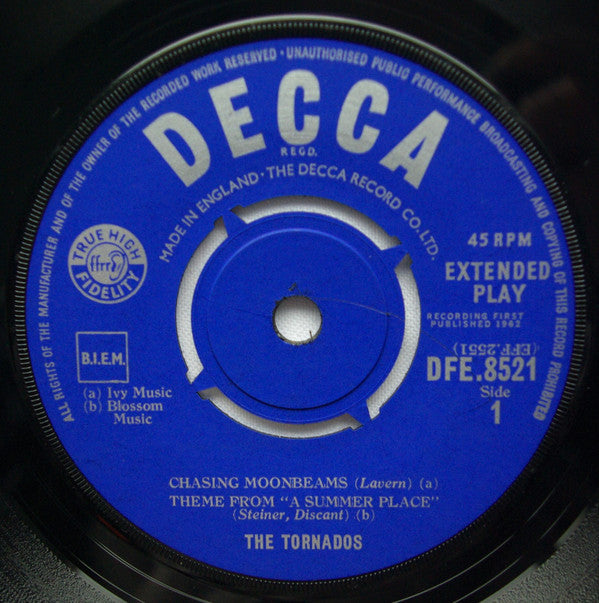 ALL RIGHTS OF THE MANUFACTURER AND OF THE OWNER OF THE RECORDED WORK RESERVED · UNAUTHORISED PUBLIC PERFORMANCE BROADCASTING AND COPYING OF THIS RECORD PROHIBITED
DECCA
REGD.
MADE IN ENGLAND · THE DECCA RECORD CO. LTD.
TRUE HIGH
ffrr
FIDELITY
45 RPM
EXTENDED
PLAY
RECORDING FIRST
PUBLISHED 1962
(EFF.2551)
DFE.8521
Side
1
B.I.E.M.
(a) Ivy Music
(b) Blossom
Music
CHASING MOONBEAMS (Lavern) (a)
THEME FROM "A SUMMER PLACE"
(Steiner, Discant) (b)
THE TORNADOS